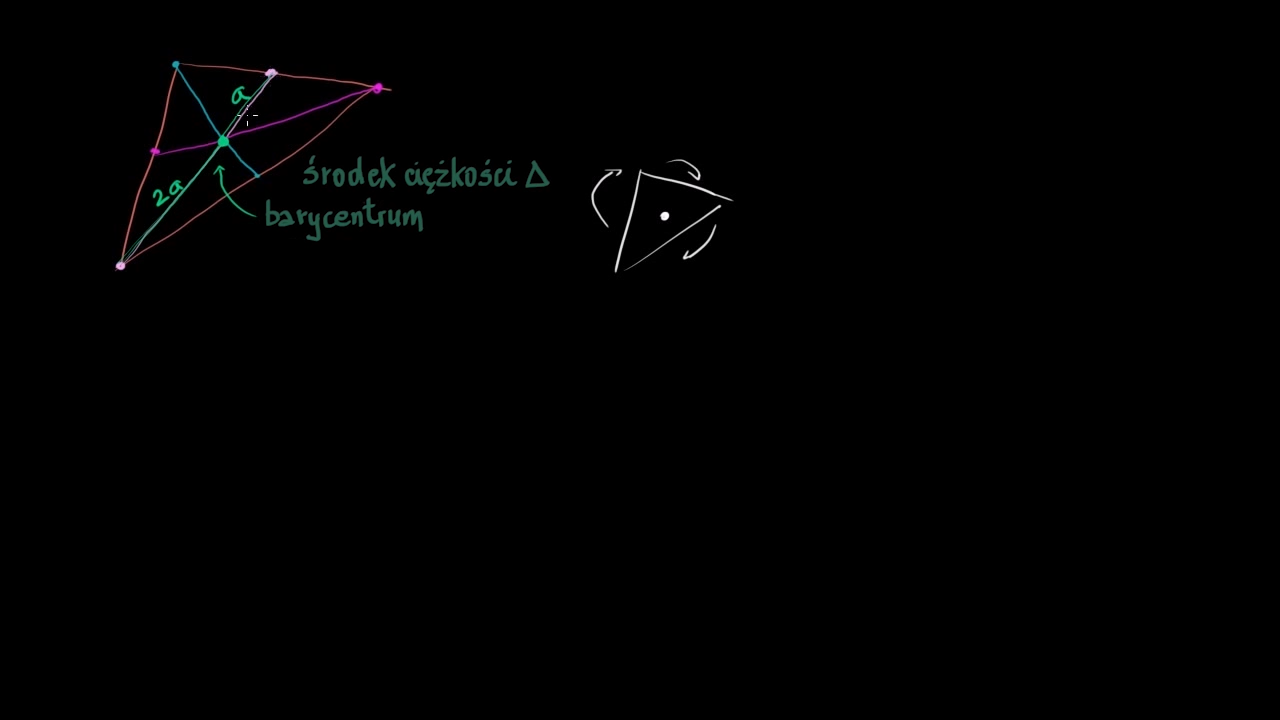 a
2a
środek ciężkości Δ
barycentrum